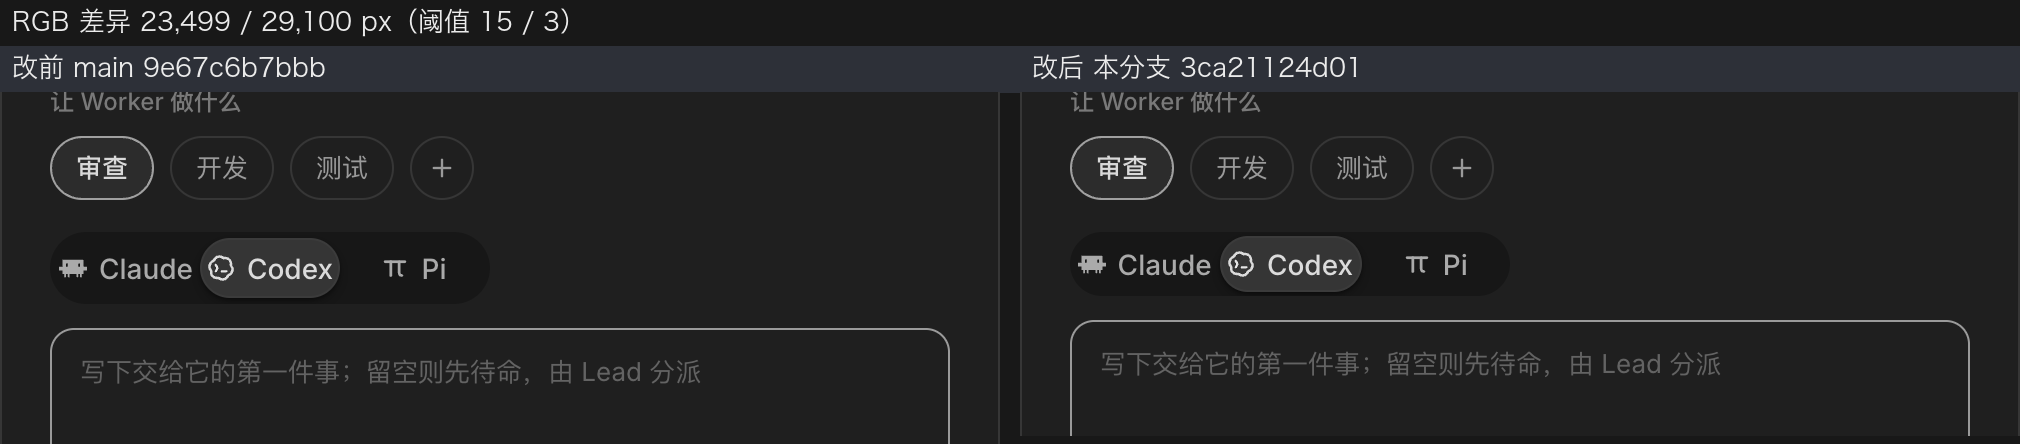 RGB 差异 23,499 / 29,100 px（阈值 15 / 3）
改前 main 9e67c6b7bbb
改后 本分支 3ca21124d01
让 Worker 做什么
审查 开发 测试 +
Claude Codex Pi
写下交给它的第一件事；留空则先待命，由 Lead 分派
让 Worker 做什么
审查 开发 测试 +
Claude Codex Pi
写下交给它的第一件事；留空则先待命，由 Lead 分派